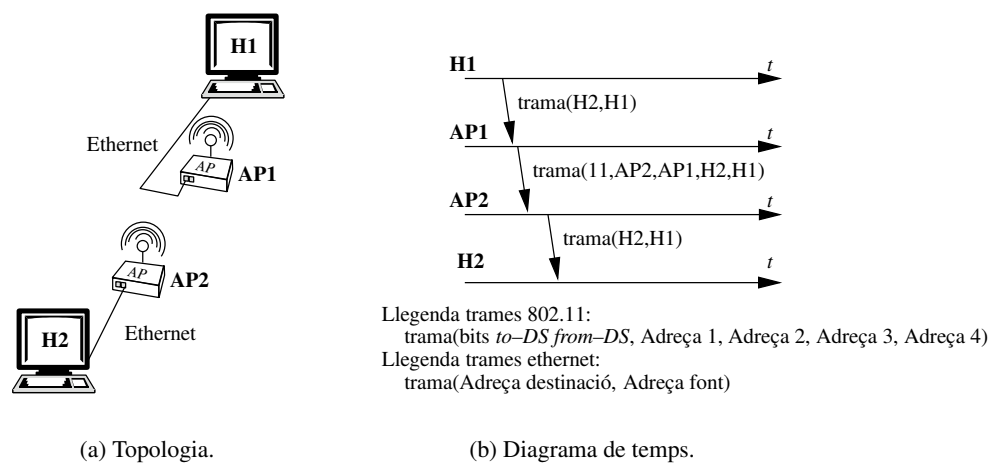 H1
Ethernet
AP
AP1
AP
AP2
H2
Ethernet
(a) Topologia.
H1
t
trama(H2,H1)
AP1
t
trama(11,AP2,AP1,H2,H1)
AP2
t
trama(H2,H1)
H2
t
Llegenda trames 802.11:
trama(bits to–DS from–DS, Adreça 1, Adreça 2, Adreça 3, Adreça 4)
Llegenda trames ethernet:
trama(Adreça destinació, Adreça font)
(b) Diagrama de temps.